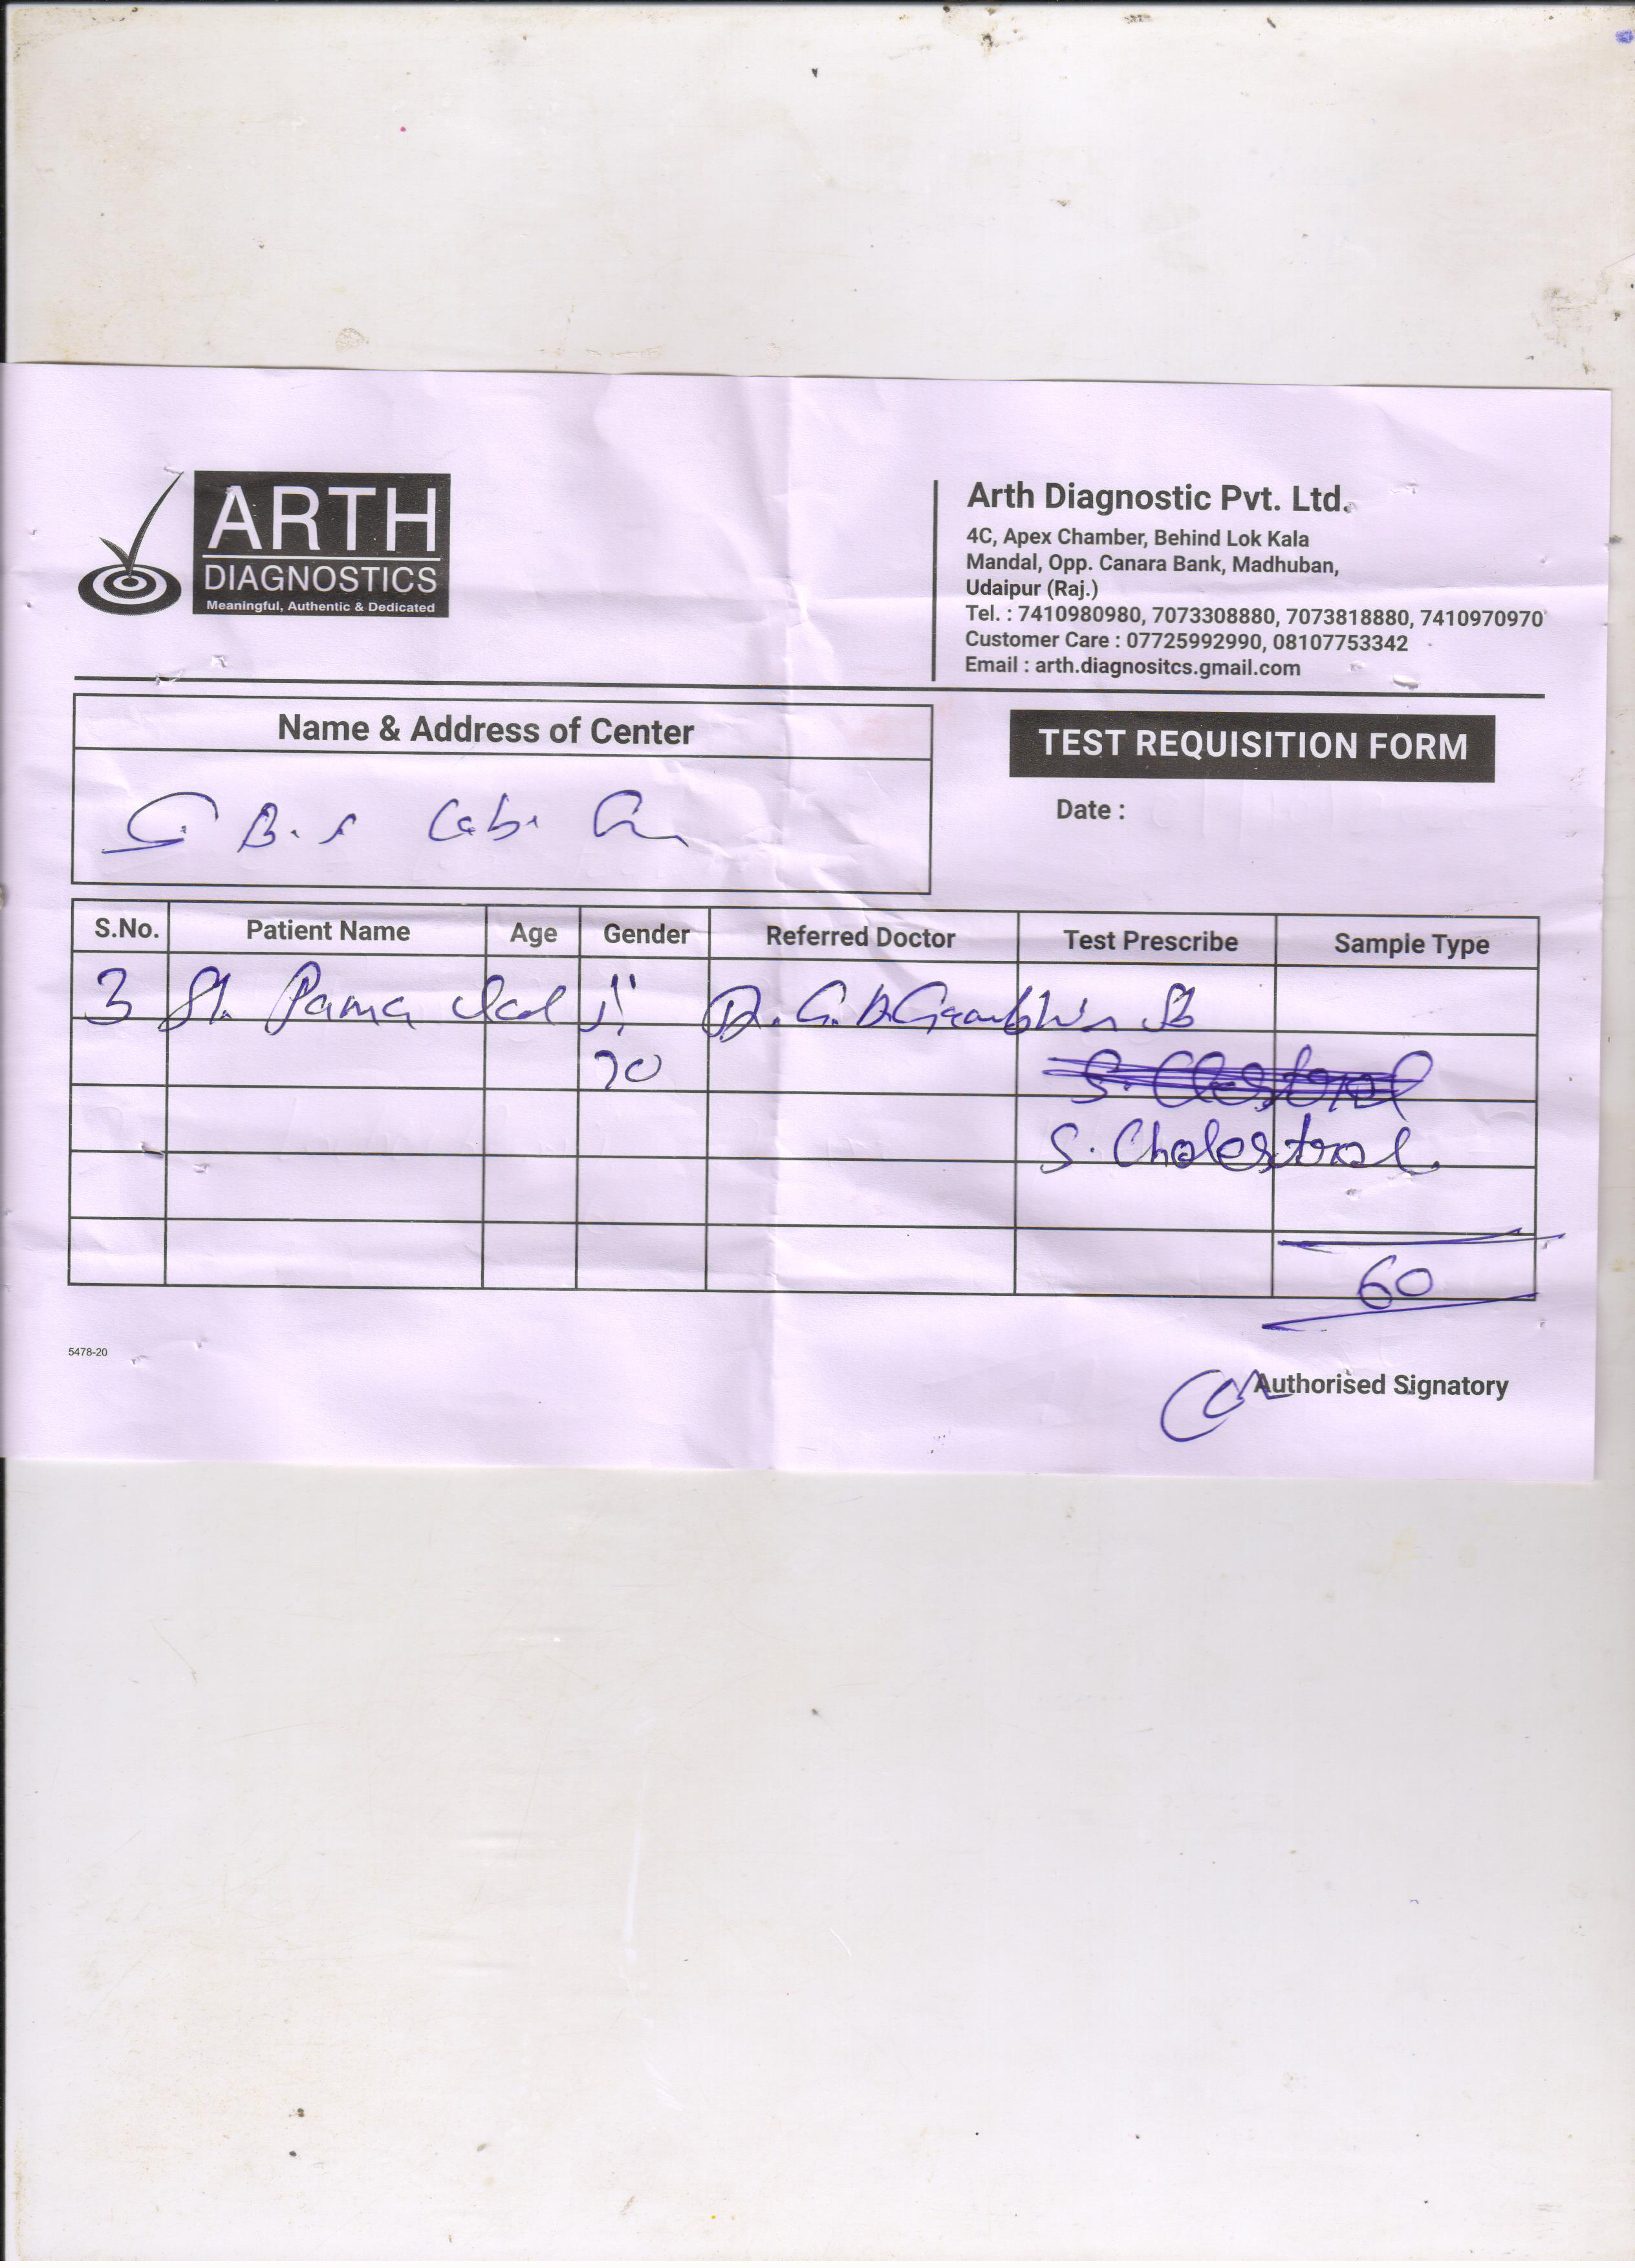 ARTH
DIAGNOSTICS
Meaningful, Authentic & Dedicated
Arth Diagnostic Pvt. Ltd.
4C, Apex Chamber, Behind Lok Kala
Mandal, Opp. Canara Bank, Madhuban,
Udaipur (Raj.)
Tel. : 7410980980, 7073308880, 7073818880, 7410970970
Customer Care : 07725992990, 08107753342
Email : arth.diagnositcs.gmail.com
Name & Address of Center
TEST REQUISITION FORM
Date :
S.No. Patient Name Age Gender Referred Doctor Test Prescribe Sample Type
3 Pama Dr. G.
70
S. Cholestrol.
60
5478-20
Authorised Signatory